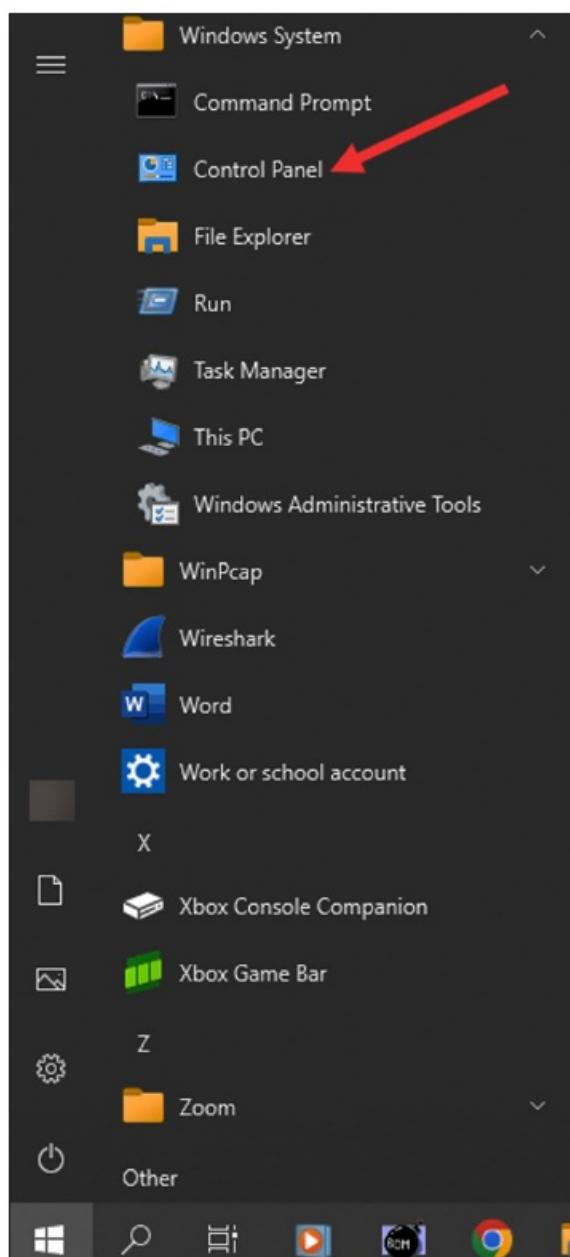 Windows System
Command Prompt
Control Panel
File Explorer
Run
Task Manager
This PC
Windows Administrative Tools
WinPcap
Wireshark
W Word
Work or school account
X
Xbox Console Companion
Xbox Game Bar
Z
Zoom
Other